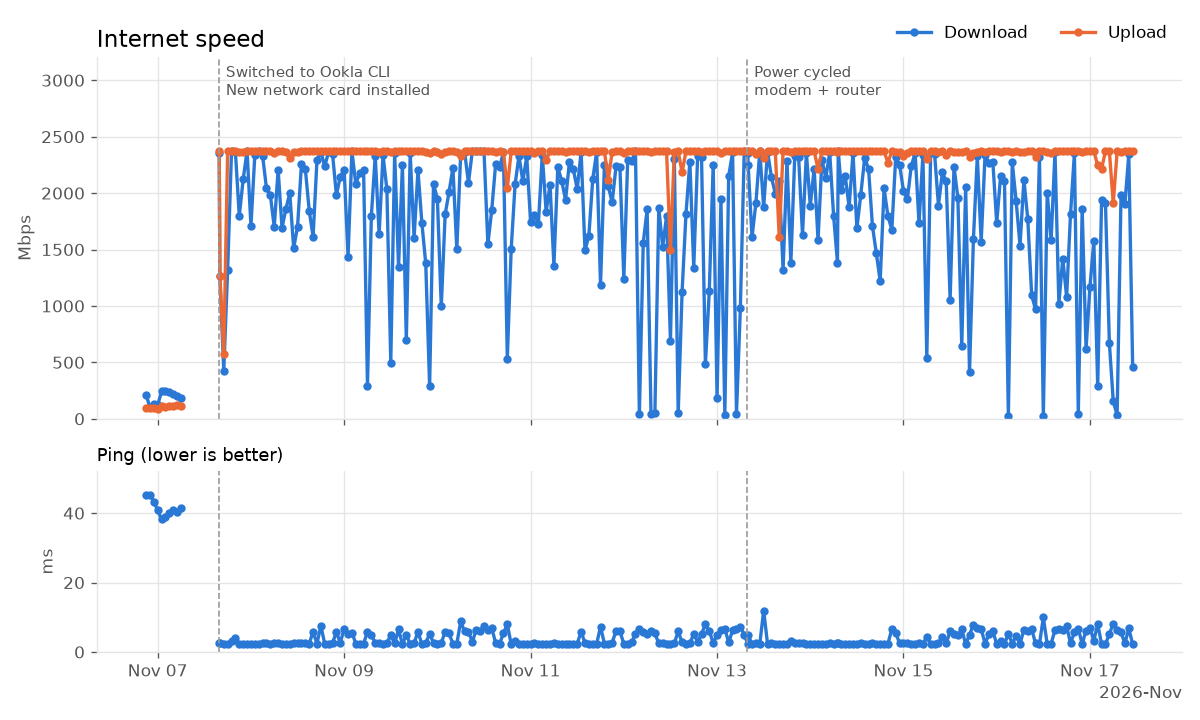 Internet speed
Download
Upload
Switched to Ookla CLI
New network card installed
Power cycled
modem + router
3000
2500
2000
1500
1000
500
0
Mbps
Ping (lower is better)
40
20
0
ms
Nov 07
Nov 09
Nov 11
Nov 13
Nov 15
Nov 17
2026-Nov